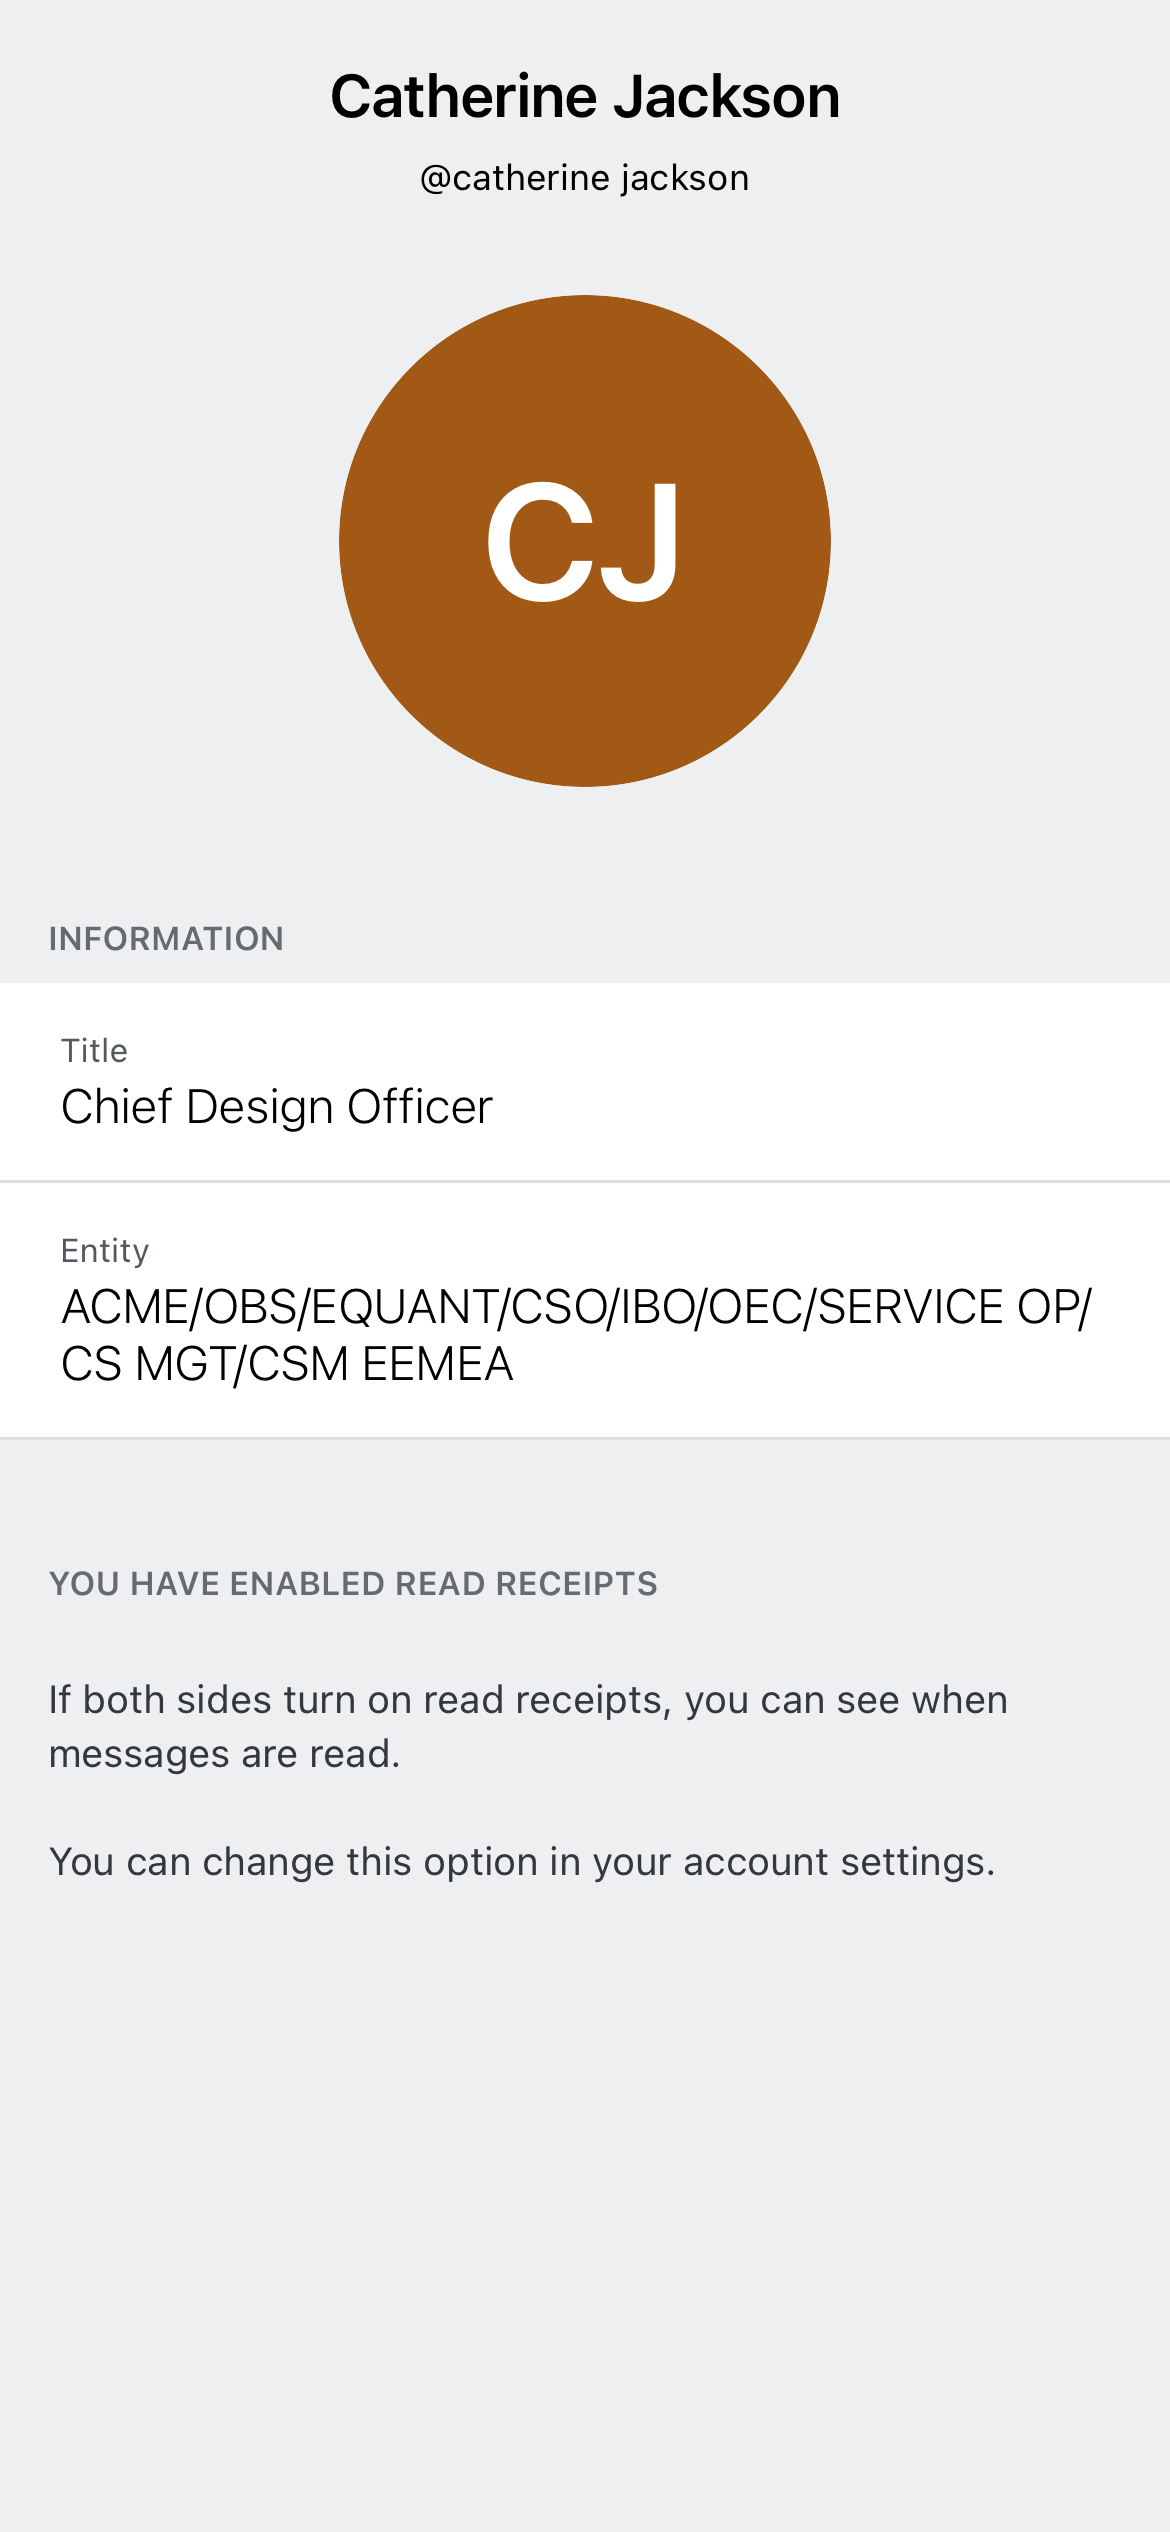 Catherine Jackson
@catherine jackson
CJ
INFORMATION
Title
Chief Design Officer
Entity
ACME/OBS/EQUANT/CSO/IBO/OEC/SERVICE OP/
CS MGT/CSM EEMEA
YOU HAVE ENABLED READ RECEIPTS
If both sides turn on read receipts, you can see when
messages are read.
You can change this option in your account settings.